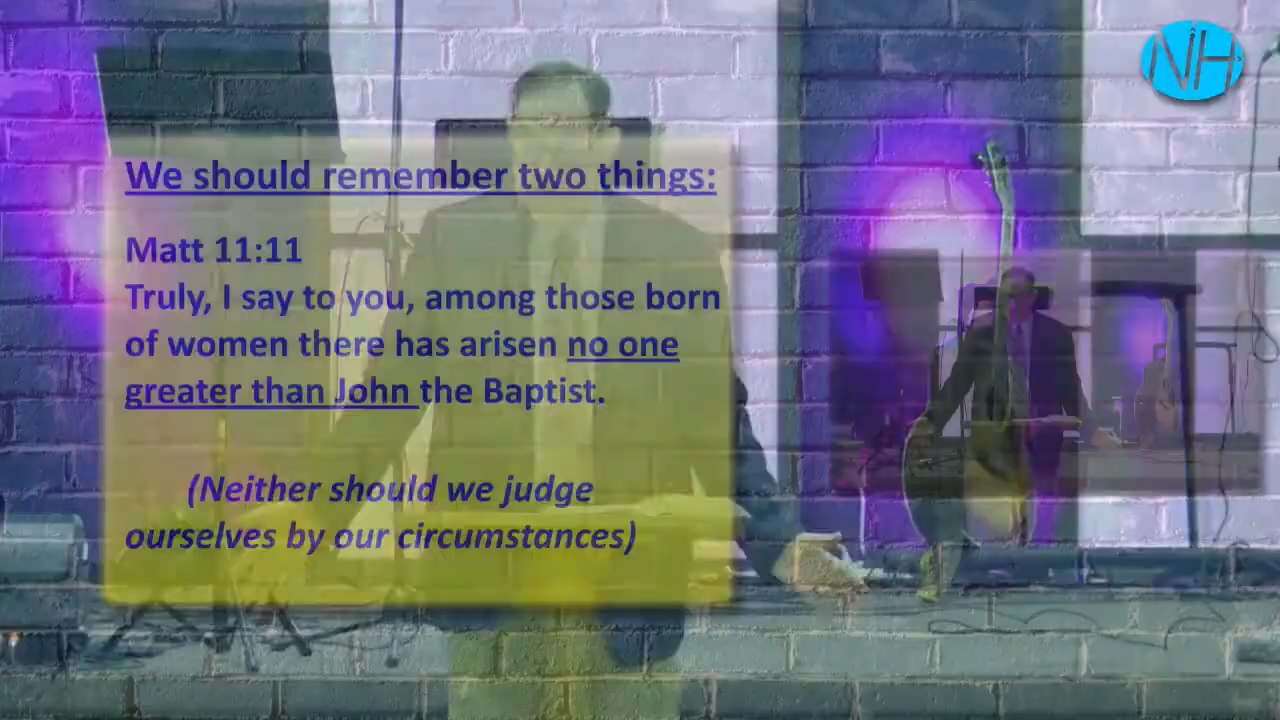 NH
We should remember two things:
Matt 11:11
Truly, I say to you, among those born
of women there has arisen no one
greater than John the Baptist.
(Neither should we judge
ourselves by our circumstances)